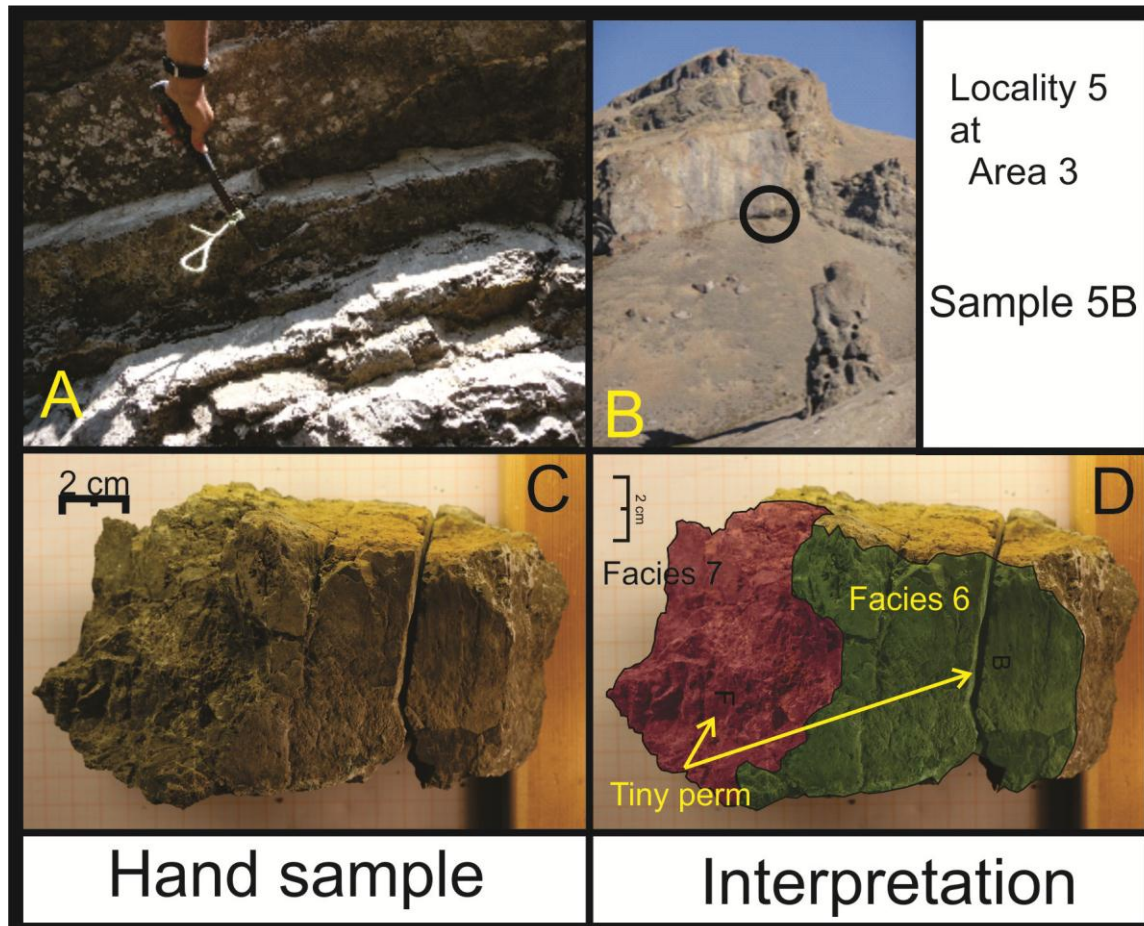 A
B
Locality 5
at
Area 3
Sample 5B
2 cm
C
2 cm
D
Facies 7
Facies 6
B
F
Tiny perm
Hand sample
Interpretation